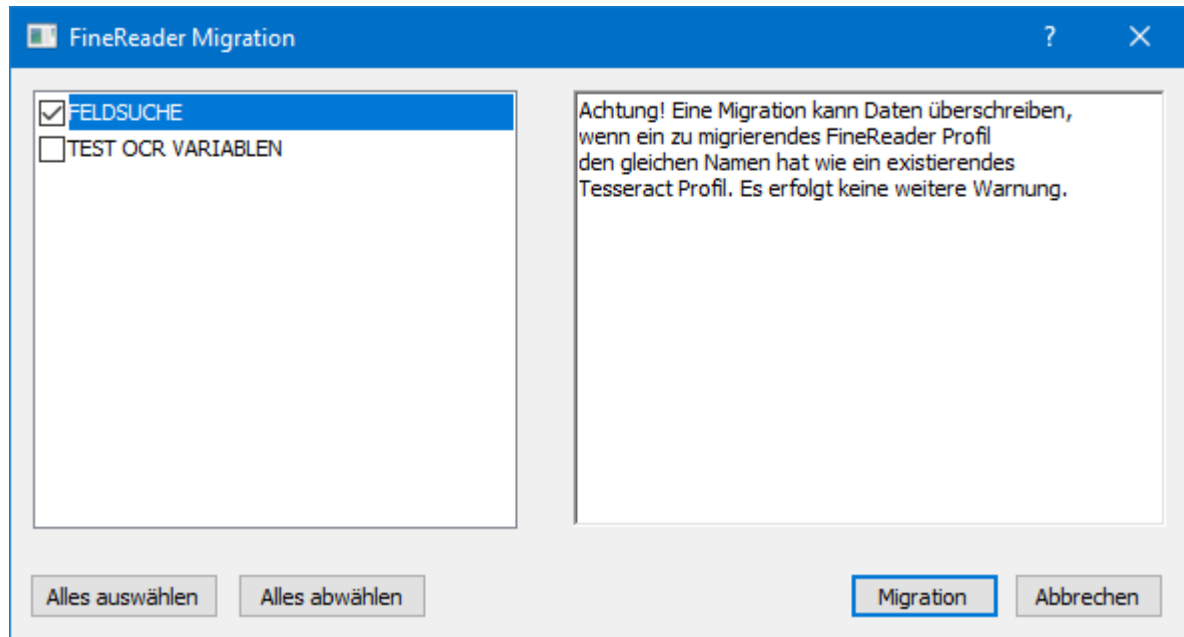 FineReader Migration
FELDSUCHE
TEST OCR VARIABLEN
Achtung! Eine Migration kann Daten überschreiben,
wenn ein zu migrierendes FineReader Profil
den gleichen Namen hat wie ein existierendes
Tesseract Profil. Es erfolgt keine weitere Warnung.
Alles auswählen
Alles abwählen
Migration
Abbrechen